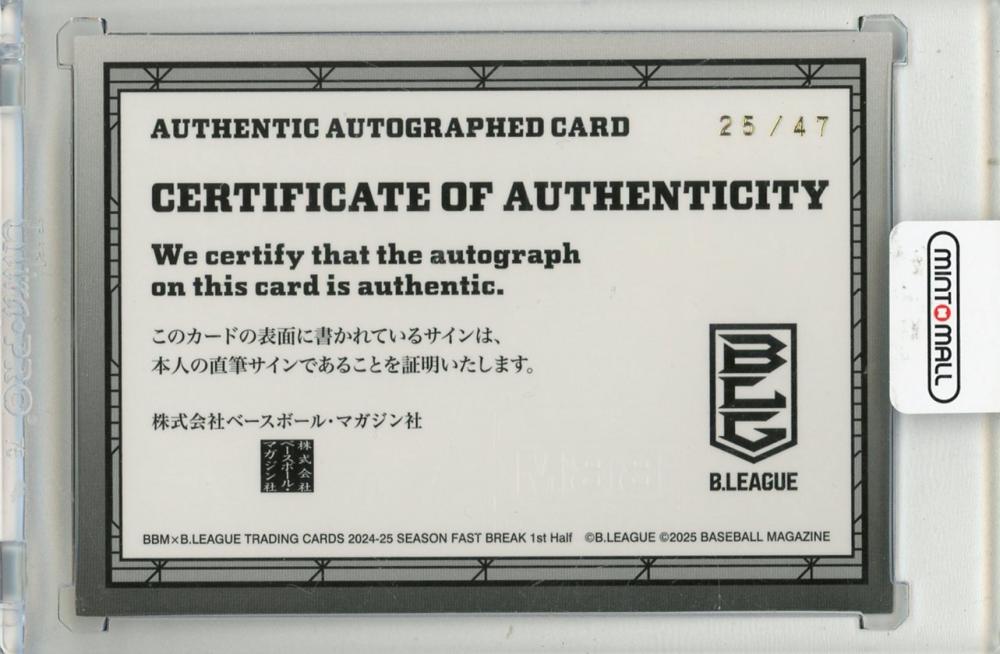 AUTHENTIC AUTOGRAPHED CARD
25/47
CERTIFICATE OF AUTHENTICITY
We certify that the autograph
on this card is authentic.
このカードの表面に書かれているサインは、
本人の直筆サインであることを証明いたします。
株式会社ベースボール・マガジン社
株式会社
ベースボール・
マガジン社
BLG
B.LEAGUE
BBM×B.LEAGUE TRADING CARDS 2024-25 SEASON FAST BREAK 1st Half ©B.LEAGUE ©2025 BASEBALL MAGAZINE
MINT MALL
ULTRA·PRO